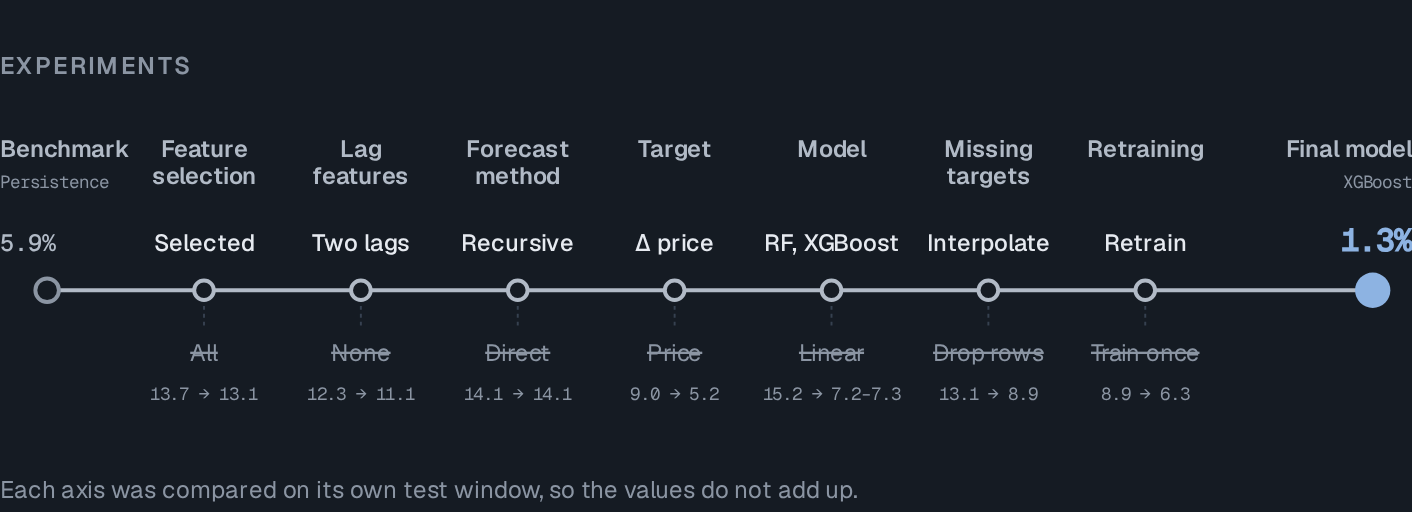 EXPERIMENTS
Benchmark
Persistence
5.9%
Feature
selection
Selected
All
13.7 → 13.1
Lag
features
Two lags
None
12.3 → 11.1
Forecast
method
Recursive
Direct
14.1 → 14.1
Target
Δ price
Price
9.0 → 5.2
Model
RF, XGBoost
Linear
15.2 → 7.2–7.3
Missing
targets
Interpolate
Drop rows
13.1 → 8.9
Retraining
Retrain
Train once
8.9 → 6.3
Final model
XGBoost
1.3%
Each axis was compared on its own test window, so the values do not add up.